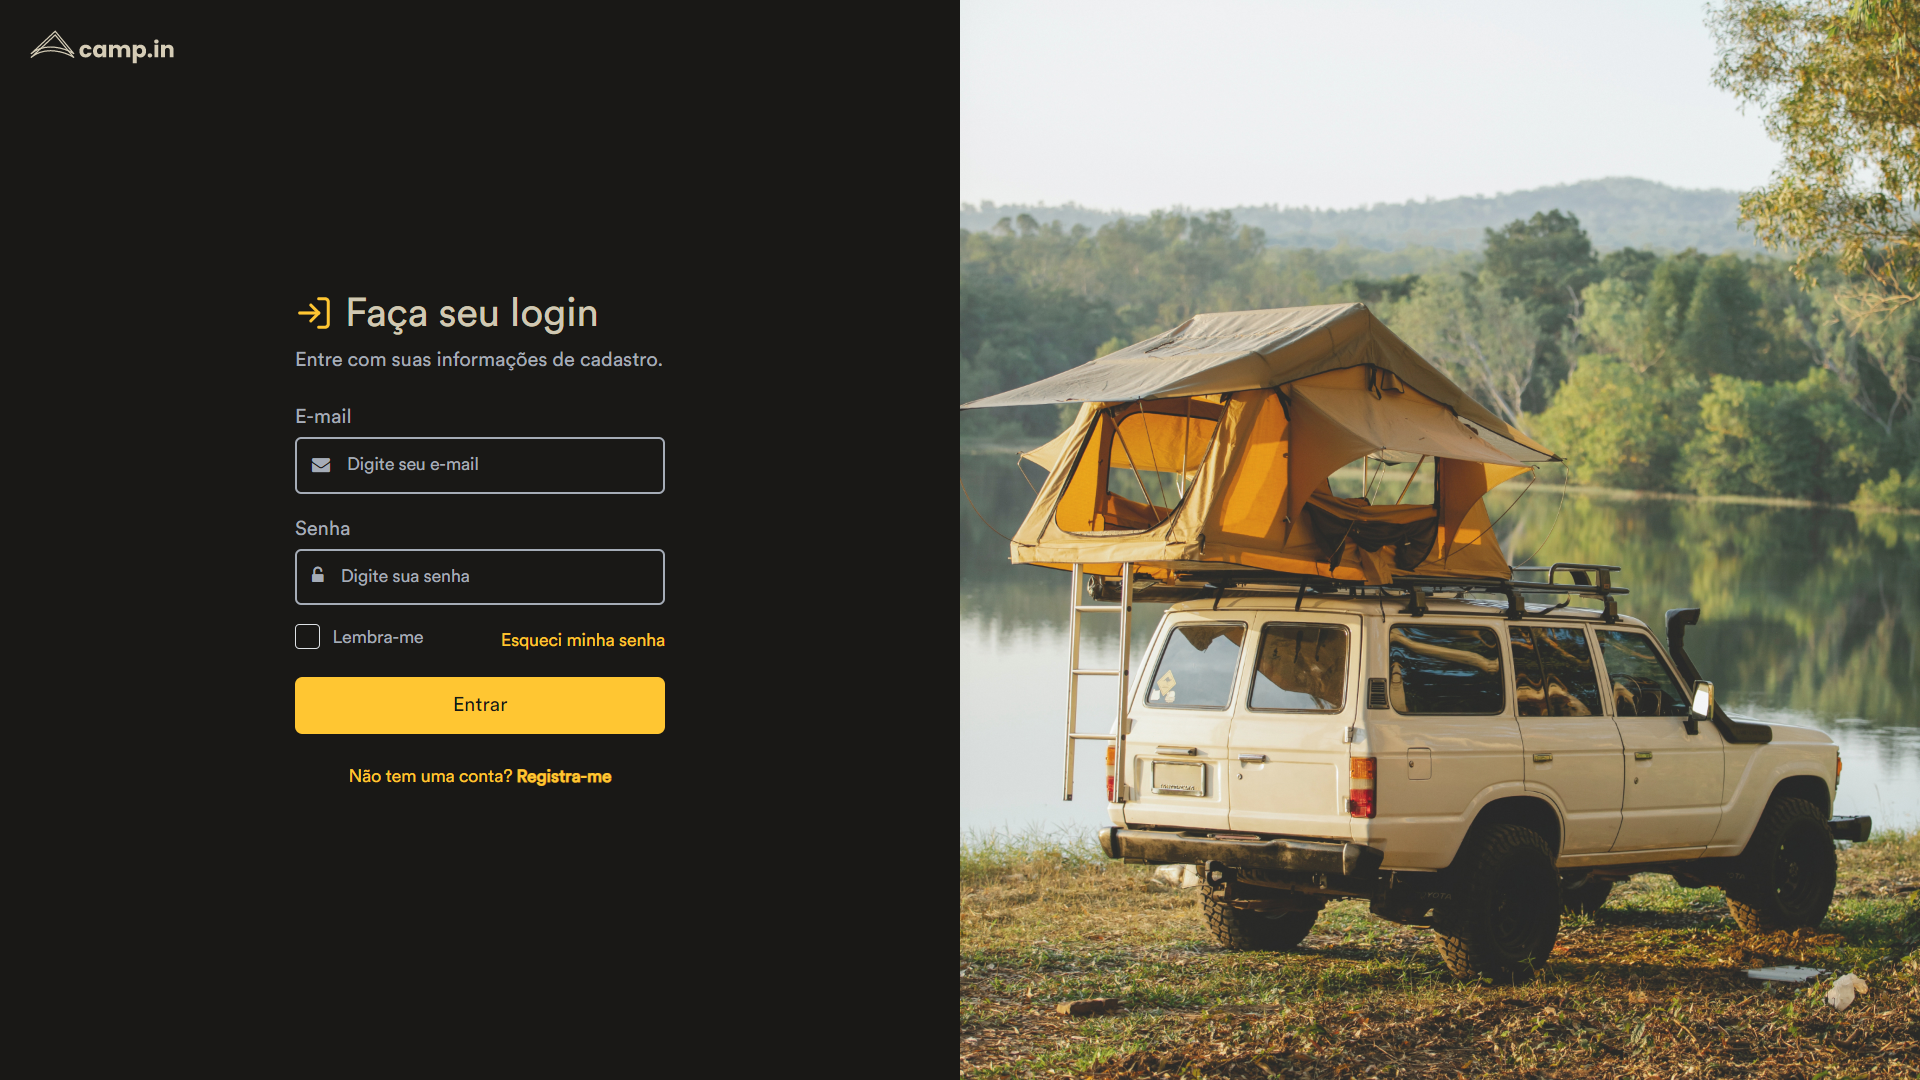 camp.in
Faça seu login
Entre com suas informações de cadastro.
E-mail
Digite seu e-mail
Senha
Digite sua senha
Lembra-me
Esqueci minha senha
Entrar
Não tem uma conta? Registra-me